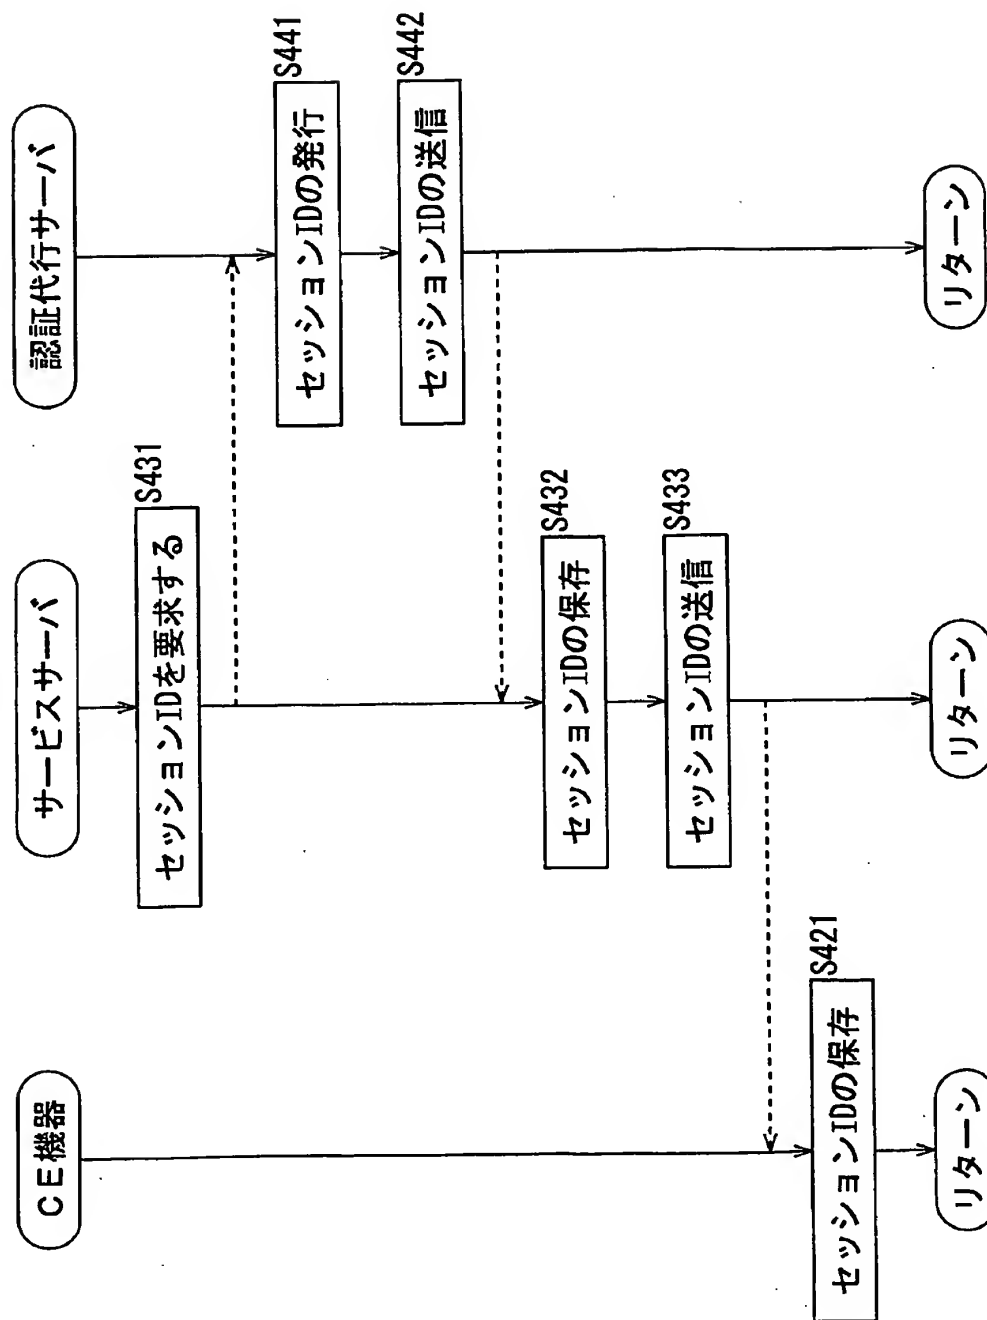 CE機器
S421
セッションIDの保存
リターン
サービスサーバ
S431
セッションIDを要求する
S432
セッションIDの保存
S433
セッションIDの送信
リターン
認証代行サーバ
S441
セッションIDの発行
S442
セッションIDの送信
リターン